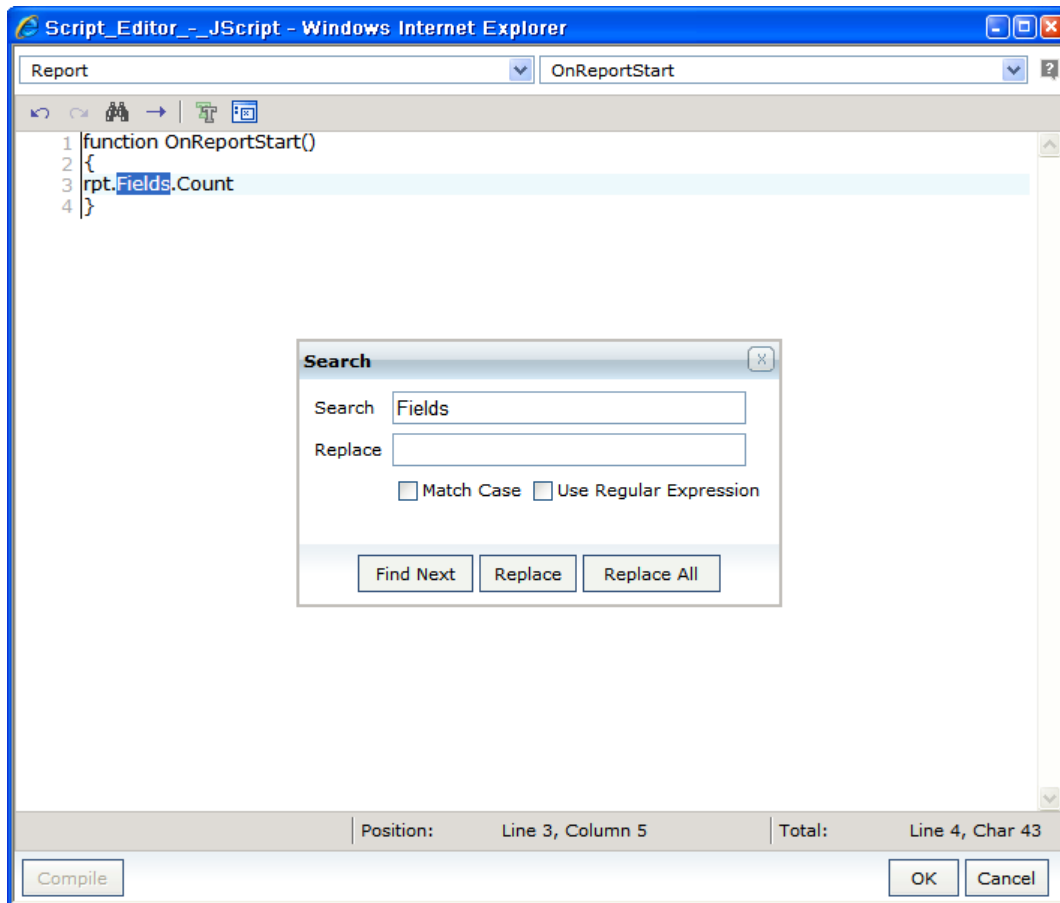 Script_Editor_-_JScript - Windows Internet Explorer
Report OnReportStart ?
1 function OnReportStart()
2 {
3 rpt.Fields.Count
4 }
Search X
Search Fields
Replace
Match Case Use Regular Expression
Find Next Replace Replace All
Position: Line 3, Column 5 Total: Line 4, Char 43
Compile OK Cancel